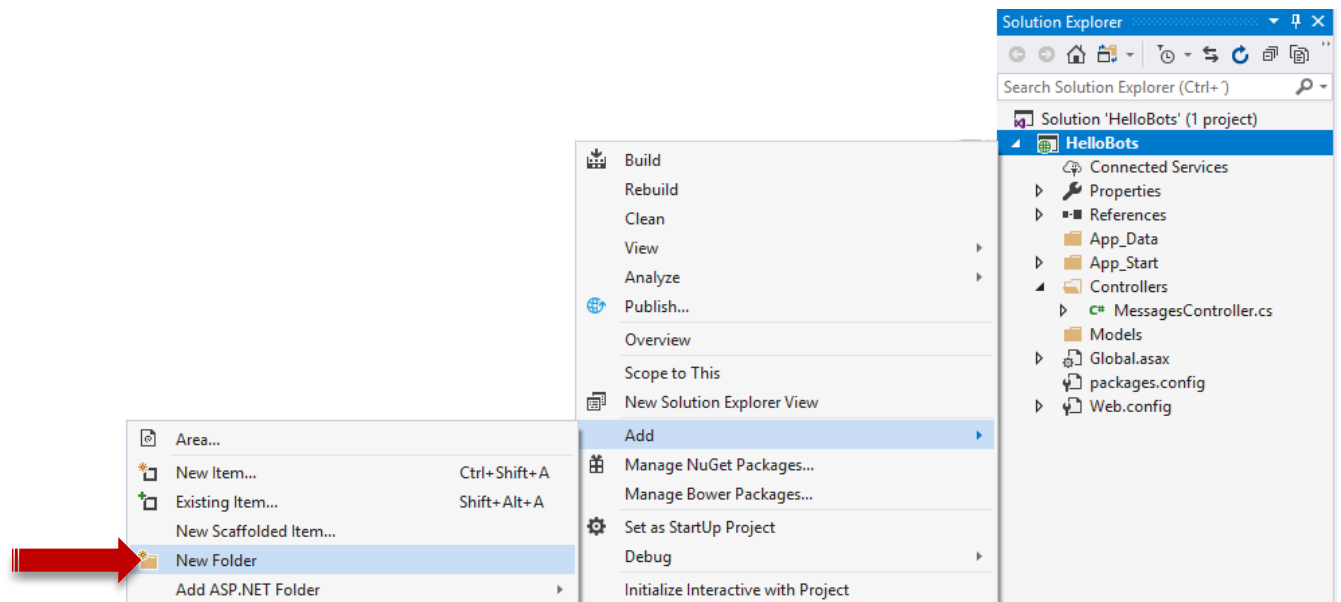 Solution Explorer
Search Solution Explorer (Ctrl+´)
Solution 'HelloBots' (1 project)
HelloBots
Connected Services
Properties
References
App_Data
App_Start
Controllers
C# MessagesController.cs
Models
Global.asax
packages.config
Web.config
Build
Rebuild
Clean
View
Analyze
Publish...
Overview
Scope to This
New Solution Explorer View
Add
Manage NuGet Packages...
Manage Bower Packages...
Set as StartUp Project
Debug
Initialize Interactive with Project
Area...
New Item... Ctrl+Shift+A
Existing Item... Shift+Alt+A
New Scaffolded Item...
New Folder
Add ASP.NET Folder